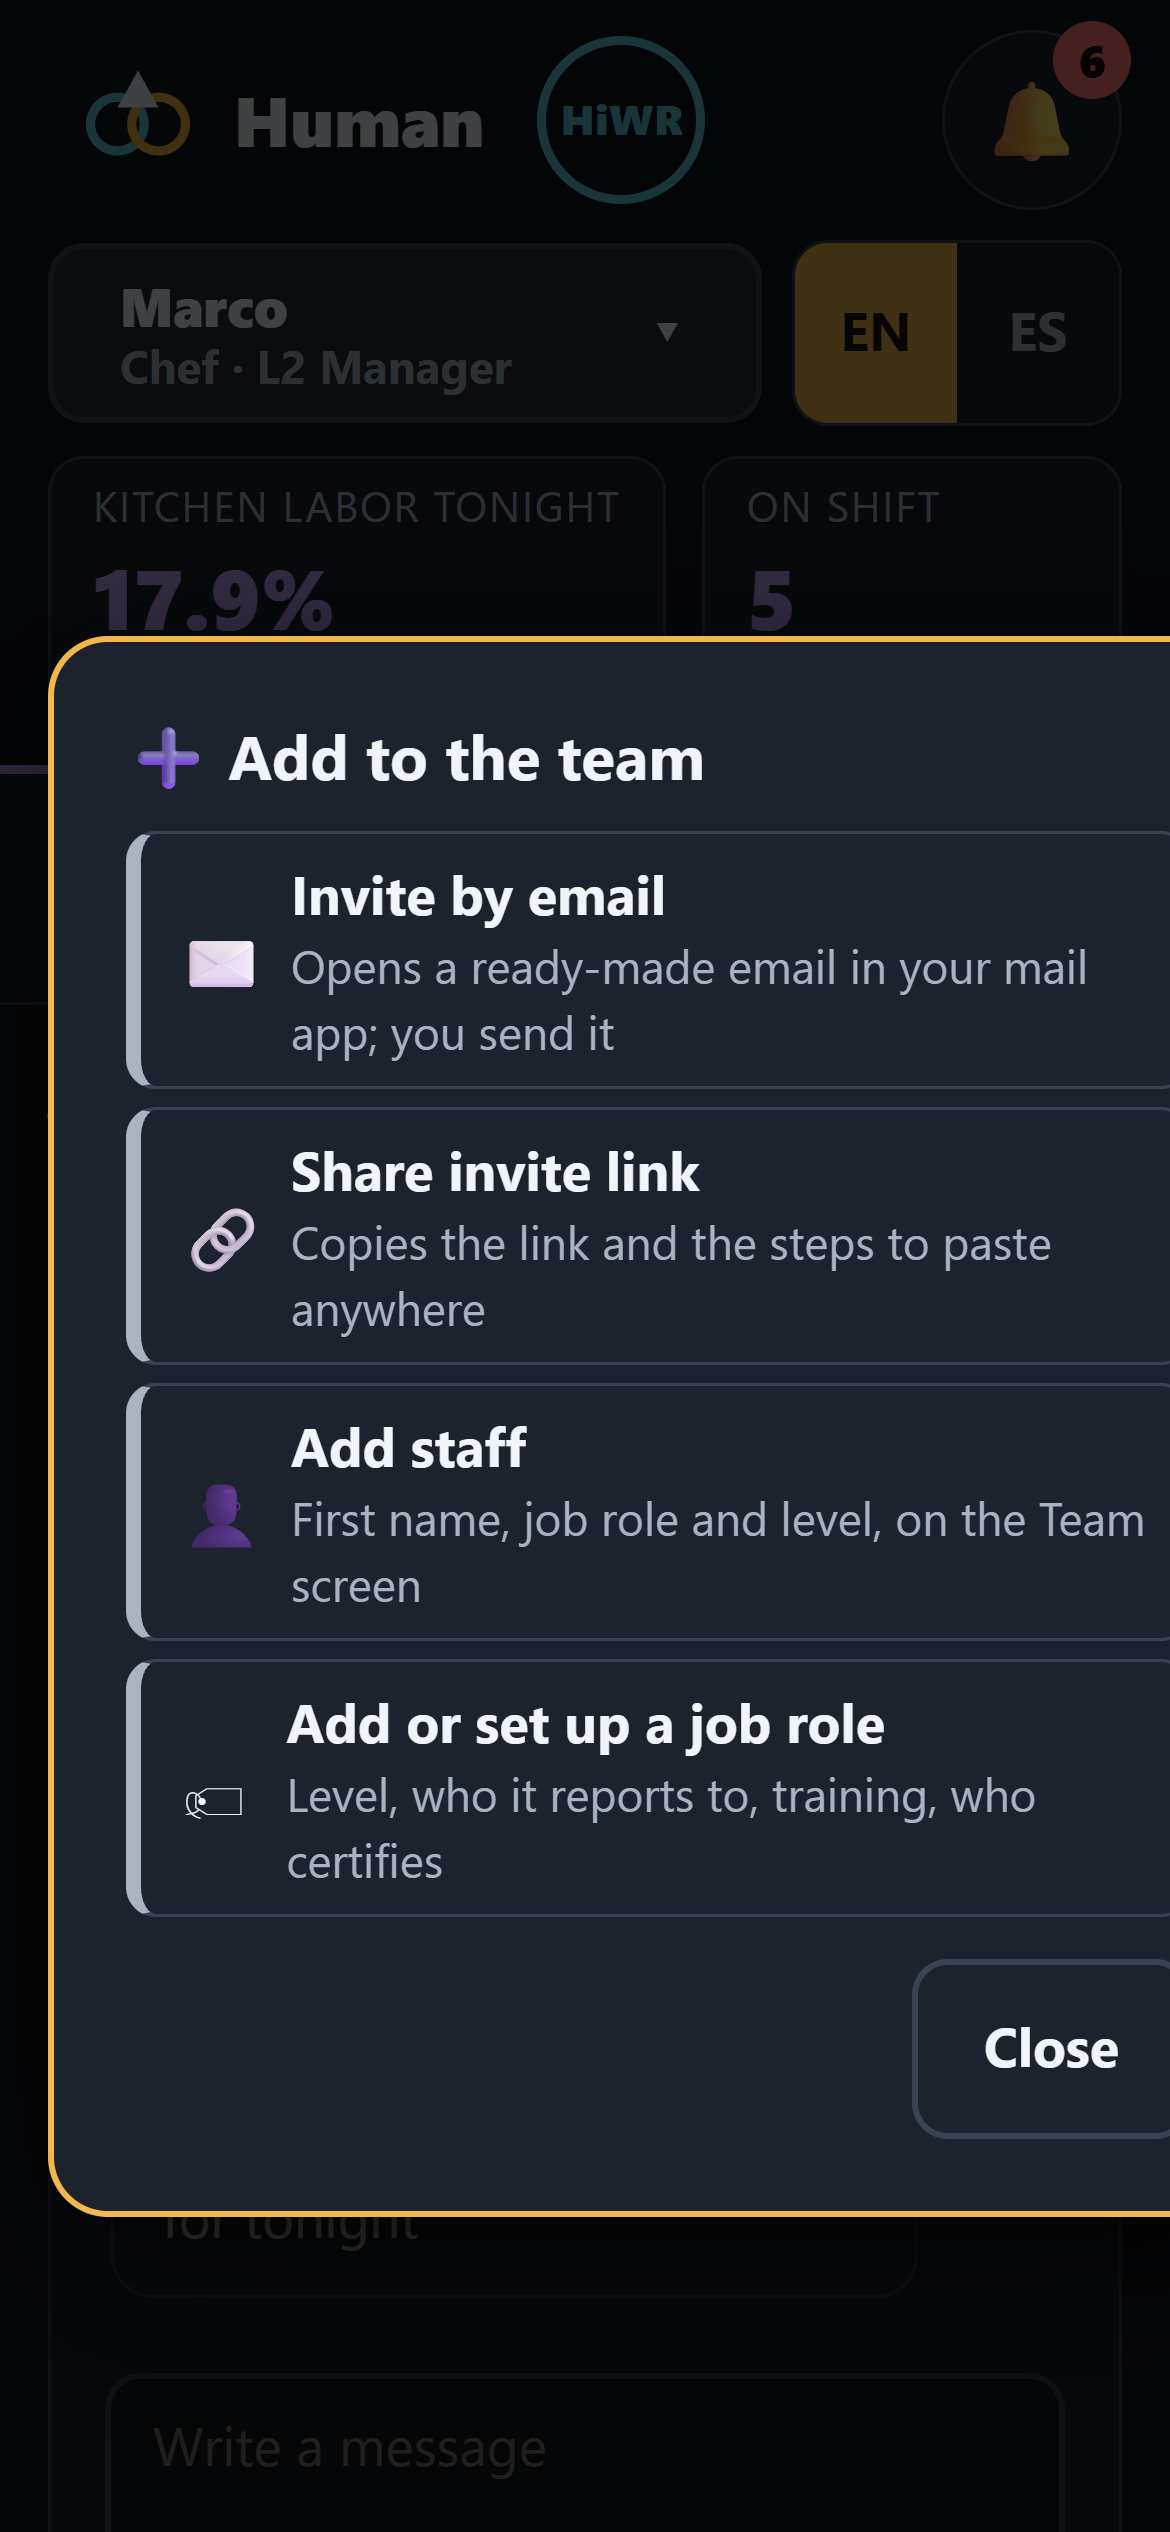 Human
HiWR
6
Marco
Chef · L2 Manager
EN
ES
KITCHEN LABOR TONIGHT
17.9%
ON SHIFT
5
Add to the team
Invite by email
Opens a ready-made email in your mail
app; you send it
Share invite link
Copies the link and the steps to paste
anywhere
Add staff
First name, job role and level, on the Team
screen
Add or set up a job role
Level, who it reports to, training, who
certifies
Close
for tonight
Write a message